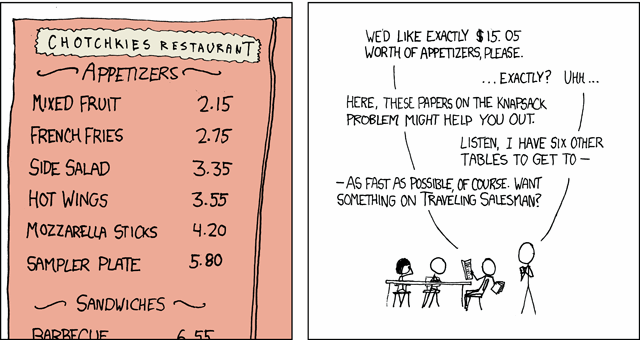 CHOTCHKIES RESTAURANT
APPETIZERS
MIXED FRUIT 2.15
FRENCH FRIES 2.75
SIDE SALAD 3.35
HOT WINGS 3.55
MOZZARELLA STICKS 4.20
SAMPLER PLATE 5.80
SANDWICHES
BARBECUE 6.55
WE'D LIKE EXACTLY $15.05
WORTH OF APPETIZERS, PLEASE.
...EXACTLY? UHH...
HERE, THESE PAPERS ON THE KNAPSACK
PROBLEM MIGHT HELP YOU OUT.
LISTEN, I HAVE SIX OTHER
TABLES TO GET TO —
—AS FAST AS POSSIBLE, OF COURSE. WANT
SOMETHING ON TRAVELING SALESMAN?